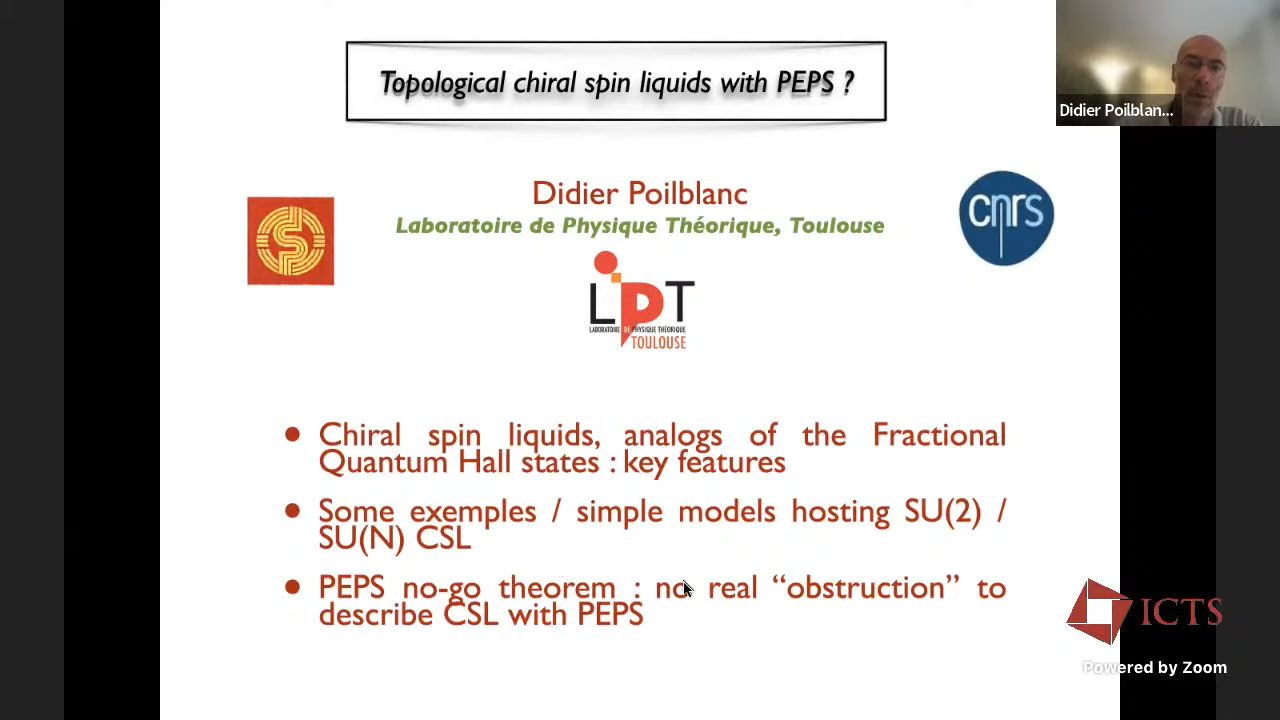 Topological chiral spin liquids with PEPS ?
Didier Poilblan...
Didier Poilblanc
Laboratoire de Physique Théorique, Toulouse
cnrs
LPT
LABORATOIRE DE PHYSIQUE THÉORIQUE
TOULOUSE
• Chiral spin liquids, analogs of the Fractional
Quantum Hall states : key features
• Some exemples / simple models hosting SU(2) /
SU(N) CSL
• PEPS no-go theorem : no real “obstruction” to
describe CSL with PEPS
ICTS
Powered by Zoom